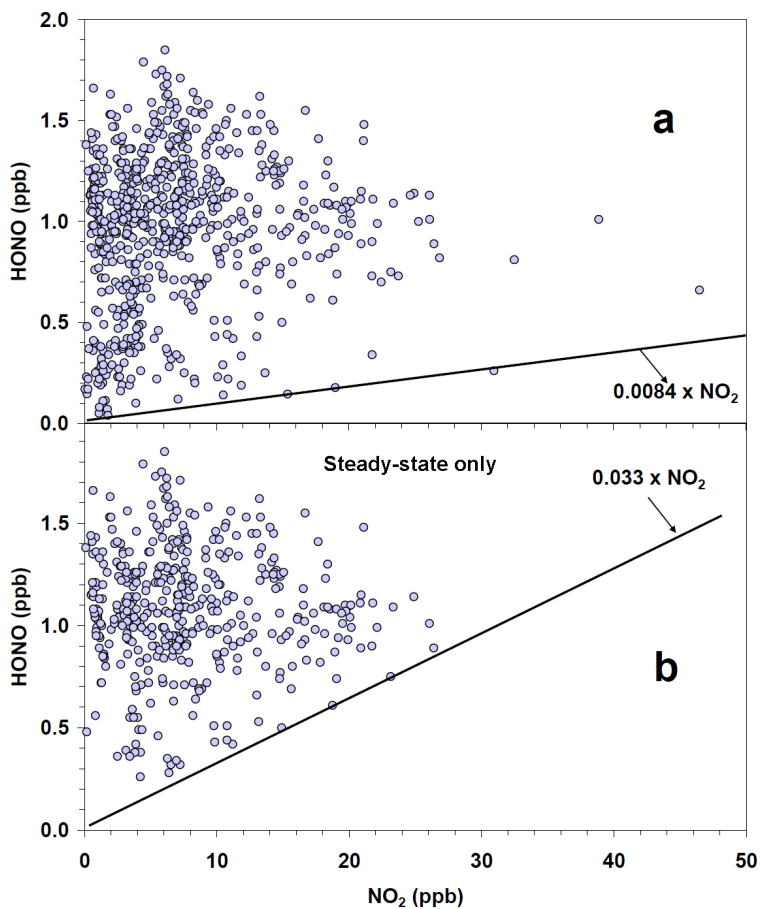 2.0
1.5
1.0
0.5
0.0
HONO (ppb)
a
0.0084 x NO₂
Steady-state only
0.033 x NO₂
1.5
1.0
0.5
0.0
HONO (ppb)
b
0 10 20 30 40 50
NO₂ (ppb)